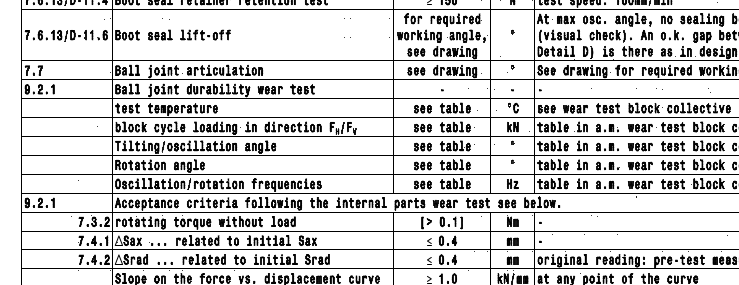 7.6.13/D-11.4 Boot seal retainer retention test ≥ 150 N test speed: 100mm/min
for required At max osc. angle, no sealing b
7.6.13/D-11.6 Boot seal lift-off working angle, ° (visual check). An o.k. gap betw
see drawing Detail D) is there as in design
7.7 Ball joint articulation see drawing ° See drawing for required workin
9.2.1 Ball joint durability wear test - - -
test temperature see table °C see wear test block collective
block cycle loading in direction FH/FV see table kN table in a.m. wear test block c
Tilting/oscillation angle see table ° table in a.m. wear test block c
Rotation angle see table ° table in a.m. wear test block c
Oscillation/rotation frequencies see table Hz table in a.m. wear test block c
9.2.1 Acceptance criteria following the internal parts wear test see below.
7.3.2 rotating torque without load [> 0.1] Nm -
7.4.1 △Sax ... related to initial Sax ≤ 0.4 mm -
7.4.2 △Srad ... related to initial Srad ≤ 0.4 mm original reading: pre-test meas
Slope on the force vs. displacement curve ≥ 1.0 kN/mm at any point of the curve